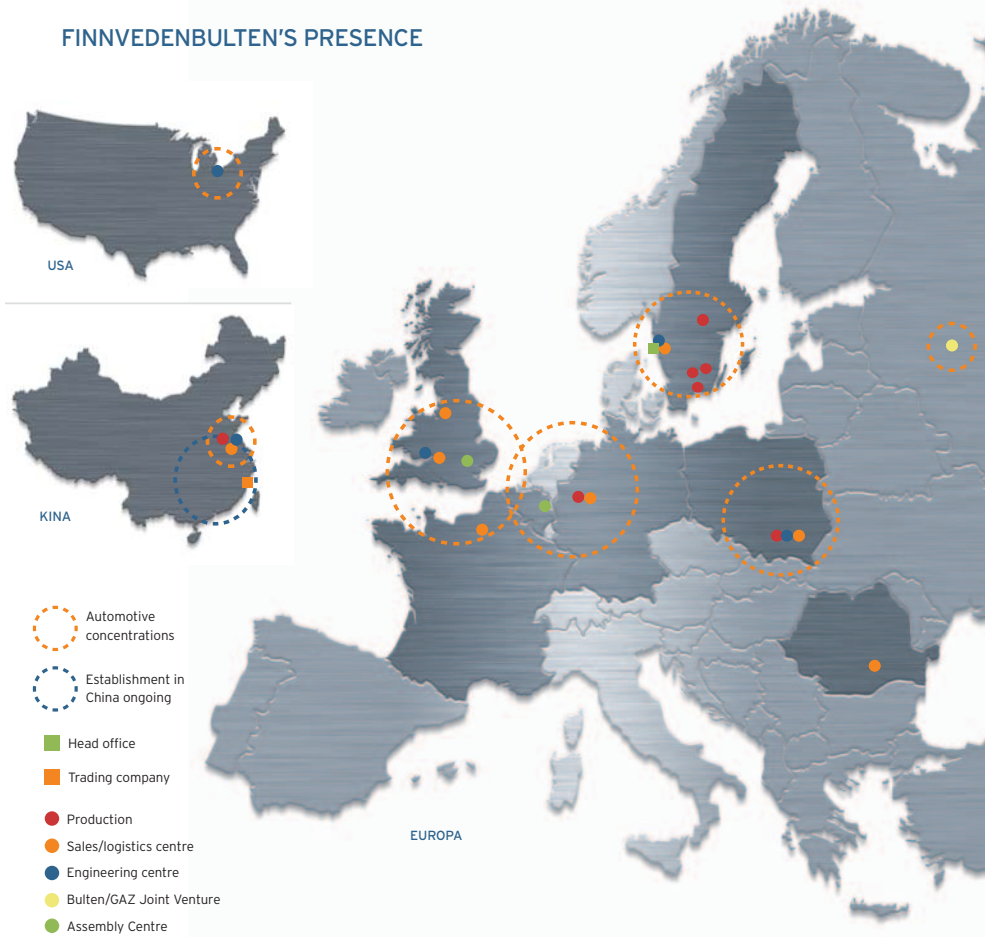 FINNVEDENBULTEN'S PRESENCE
USA
KINA
Automotive
concentrations
Establishment in
China ongoing
Head office
Trading company
Production
Sales/logistics centre
Engineering centre
Bulten/GAZ Joint Venture
Assembly Centre
EUROPA